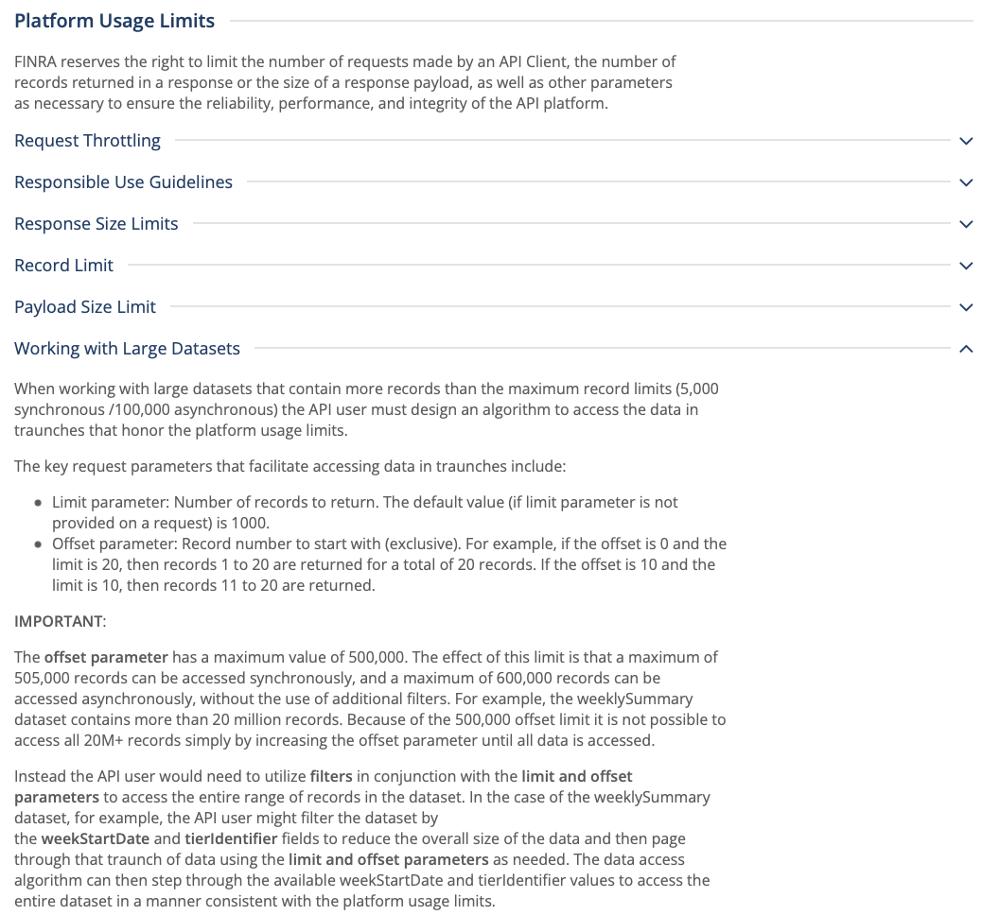 Platform Usage Limits
FINRA reserves the right to limit the number of requests made by an API Client, the number of
records returned in a response or the size of a response payload, as well as other parameters
as necessary to ensure the reliability, performance, and integrity of the API platform.
Request Throttling
Responsible Use Guidelines
Response Size Limits
Record Limit
Payload Size Limit
Working with Large Datasets
When working with large datasets that contain more records than the maximum record limits (5,000
synchronous /100,000 asynchronous) the API user must design an algorithm to access the data in
traunches that honor the platform usage limits.
The key request parameters that facilitate accessing data in traunches include:
● Limit parameter: Number of records to return. The default value (if limit parameter is not
provided on a request) is 1000.
● Offset parameter: Record number to start with (exclusive). For example, if the offset is 0 and the
limit is 20, then records 1 to 20 are returned for a total of 20 records. If the offset is 10 and the
limit is 10, then records 11 to 20 are returned.
IMPORTANT:
The offset parameter has a maximum value of 500,000. The effect of this limit is that a maximum of
505,000 records can be accessed synchronously, and a maximum of 600,000 records can be
accessed asynchronously, without the use of additional filters. For example, the weeklySummary
dataset contains more than 20 million records. Because of the 500,000 offset limit it is not possible to
access all 20M+ records simply by increasing the offset parameter until all data is accessed.
Instead the API user would need to utilize filters in conjunction with the limit and offset
parameters to access the entire range of records in the dataset. In the case of the weeklySummary
dataset, for example, the API user might filter the dataset by
the weekStartDate and tierIdentifier fields to reduce the overall size of the data and then page
through that traunch of data using the limit and offset parameters as needed. The data access
algorithm can then step through the available weekStartDate and tierIdentifier values to access the
entire dataset in a manner consistent with the platform usage limits.